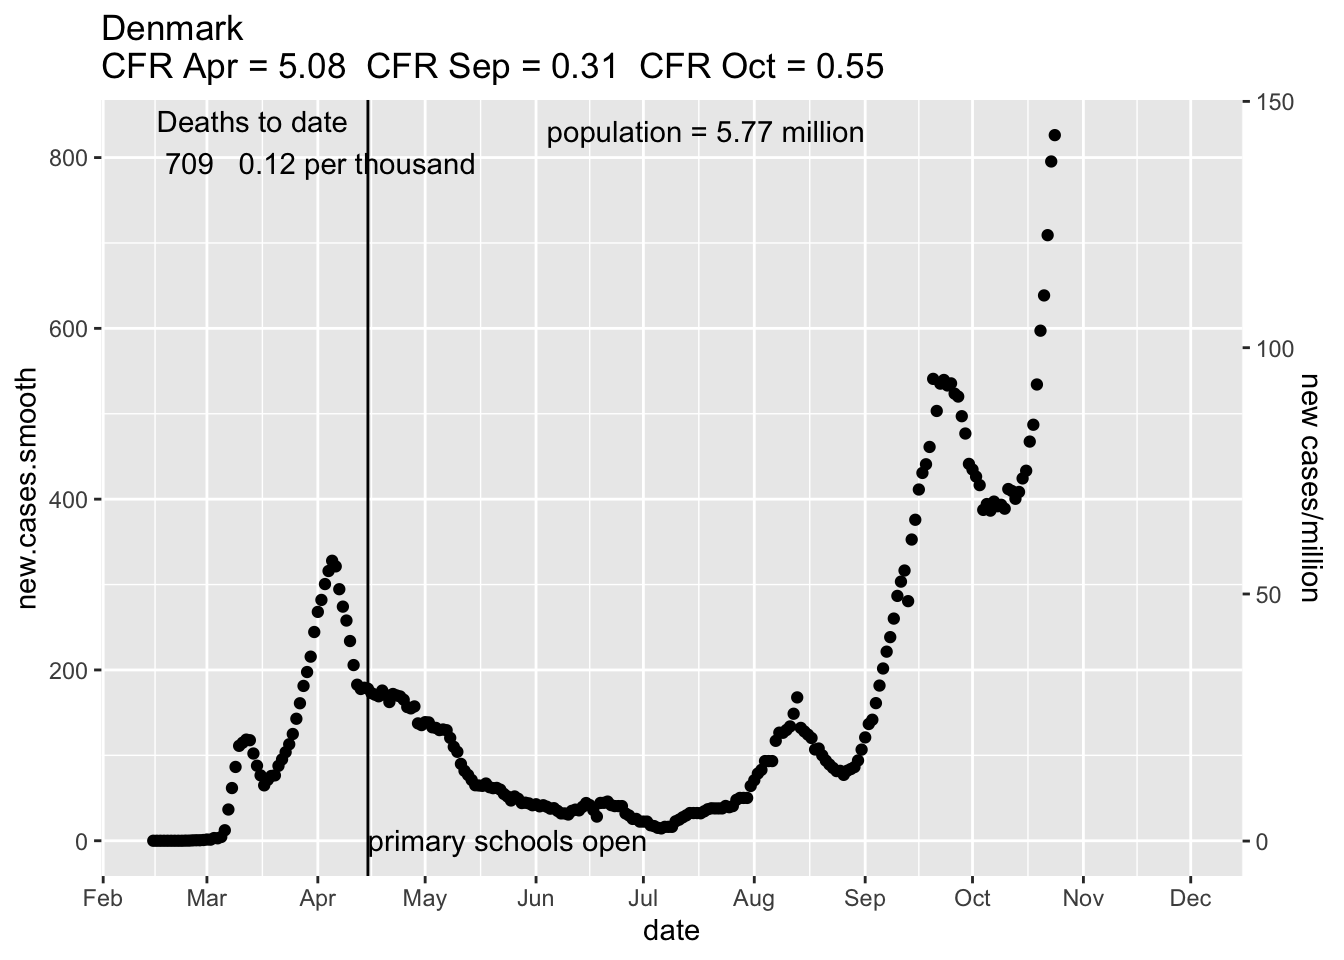 Denmark
CFR Apr = 5.08  CFR Sep = 0.31  CFR Oct = 0.55
Deaths to date
709   0.12 per thousand
population = 5.77 million
150
800
600
100
new.cases.smooth
new cases/million
400
50
200
0
primary schools open
0
Feb Mar Apr May Jun Jul Aug Sep Oct Nov Dec
date